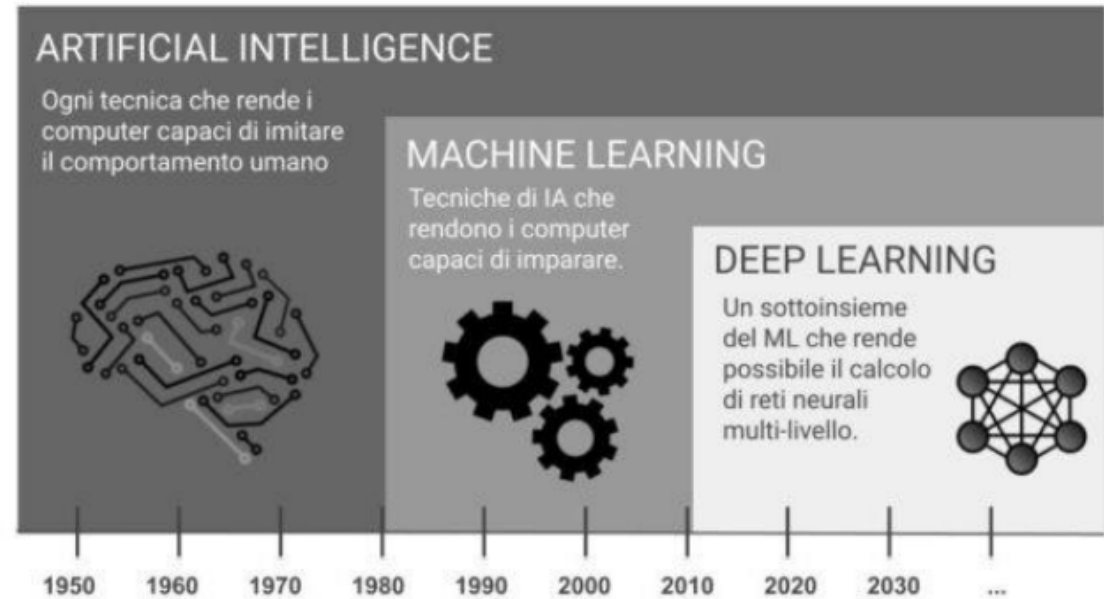 ARTIFICIAL INTELLIGENCE
Ogni tecnica che rende i
computer capaci di imitare
il comportamento umano
MACHINE LEARNING
Tecniche di IA che
rendono i computer
capaci di imparare.
DEEP LEARNING
Un sottoinsieme
del ML che rende
possibile il calcolo
di reti neurali
multi-livello.
1950 1960 1970 1980 1990 2000 2010 2020 2030 ...